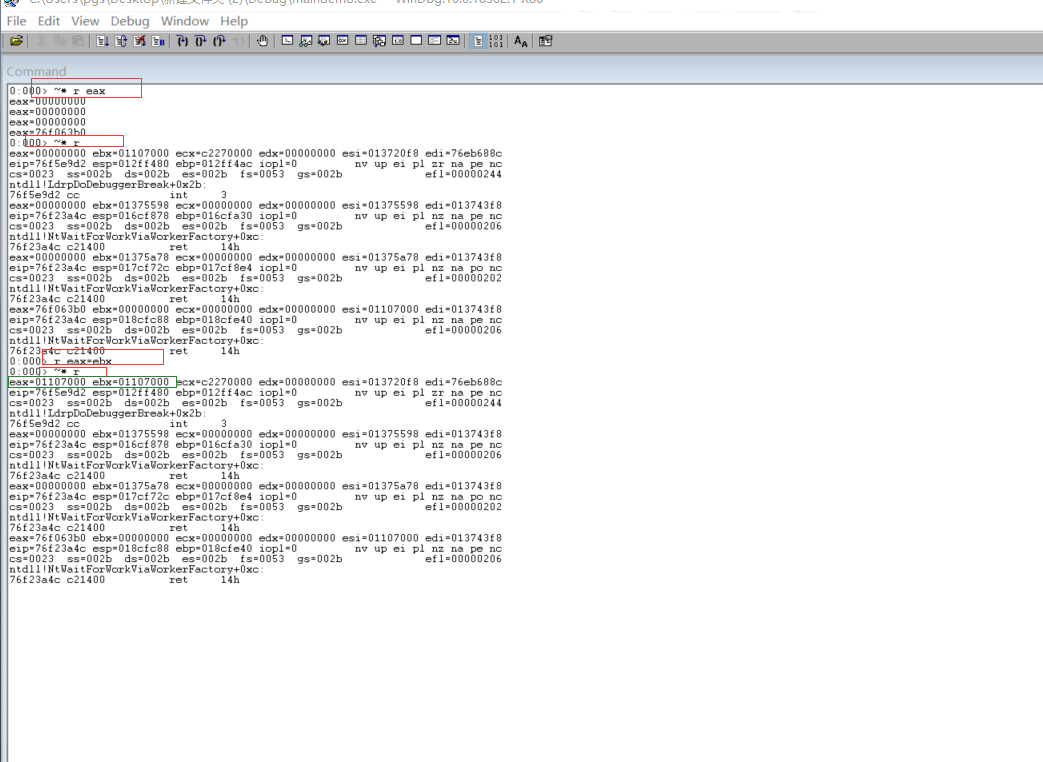 C:\Users\pgs\Desktop\新建文件夹 (2)\Debug\maindemo.exe - WinDbg:10.0.18362.1 X86
File Edit View Debug Window Help
Command
0:000> ~* r eax
eax=00000000
eax=00000000
eax=00000000
eax=76f063b0
0:000> ~* r
eax=00000000 ebx=01107000 ecx=c2270000 edx=00000000 esi=013720f8 edi=76eb688c
eip=76f5e9d2 esp=012ff480 ebp=012ff4ac iopl=0 nv up ei pl zr na pe nc
cs=0023 ss=002b ds=002b es=002b fs=0053 gs=002b efl=00000244
ntdll!LdrpDoDebuggerBreak+0x2b:
76f5e9d2 cc int 3
eax=00000000 ebx=01375598 ecx=00000000 edx=00000000 esi=01375598 edi=013743f8
eip=76f23a4c esp=016cf878 ebp=016cfa30 iopl=0 nv up ei pl nz na pe nc
cs=0023 ss=002b ds=002b es=002b fs=0053 gs=002b efl=00000206
ntdll!NtWaitForWorkViaWorkerFactory+0xc:
76f23a4c c21400 ret 14h
eax=00000000 ebx=01375a78 ecx=00000000 edx=00000000 esi=01375a78 edi=013743f8
eip=76f23a4c esp=017cf72c ebp=017cf8e4 iopl=0 nv up ei pl nz na po nc
cs=0023 ss=002b ds=002b es=002b fs=0053 gs=002b efl=00000202
ntdll!NtWaitForWorkViaWorkerFactory+0xc:
76f23a4c c21400 ret 14h
eax=76f063b0 ebx=00000000 ecx=00000000 edx=00000000 esi=01107000 edi=013743f8
eip=76f23a4c esp=018cfc88 ebp=018cfe40 iopl=0 nv up ei pl nz na pe nc
cs=0023 ss=002b ds=002b es=002b fs=0053 gs=002b efl=00000206
ntdll!NtWaitForWorkViaWorkerFactory+0xc:
76f23a4c c21400 ret 14h
0:000> r eax=ebx
0:000> ~* r
eax=01107000 ebx=01107000 ecx=c2270000 edx=00000000 esi=013720f8 edi=76eb688c
eip=76f5e9d2 esp=012ff480 ebp=012ff4ac iopl=0 nv up ei pl zr na pe nc
cs=0023 ss=002b ds=002b es=002b fs=0053 gs=002b efl=00000244
ntdll!LdrpDoDebuggerBreak+0x2b:
76f5e9d2 cc int 3
eax=00000000 ebx=01375598 ecx=00000000 edx=00000000 esi=01375598 edi=013743f8
eip=76f23a4c esp=016cf878 ebp=016cfa30 iopl=0 nv up ei pl nz na pe nc
cs=0023 ss=002b ds=002b es=002b fs=0053 gs=002b efl=00000206
ntdll!NtWaitForWorkViaWorkerFactory+0xc:
76f23a4c c21400 ret 14h
eax=00000000 ebx=01375a78 ecx=00000000 edx=00000000 esi=01375a78 edi=013743f8
eip=76f23a4c esp=017cf72c ebp=017cf8e4 iopl=0 nv up ei pl nz na po nc
cs=0023 ss=002b ds=002b es=002b fs=0053 gs=002b efl=00000202
ntdll!NtWaitForWorkViaWorkerFactory+0xc:
76f23a4c c21400 ret 14h
eax=76f063b0 ebx=00000000 ecx=00000000 edx=00000000 esi=01107000 edi=013743f8
eip=76f23a4c esp=018cfc88 ebp=018cfe40 iopl=0 nv up ei pl nz na pe nc
cs=0023 ss=002b ds=002b es=002b fs=0053 gs=002b efl=00000206
ntdll!NtWaitForWorkViaWorkerFactory+0xc:
76f23a4c c21400 ret 14h